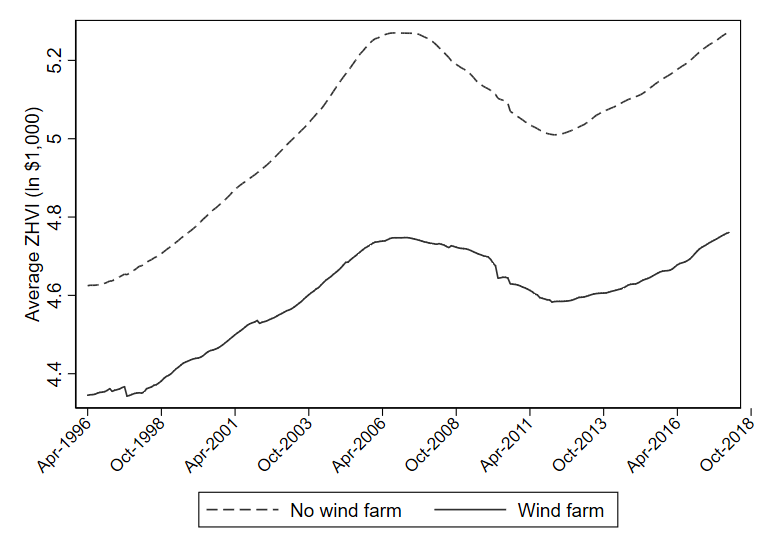 Average ZHVI (ln $1,000)
5.2
5
4.8
4.6
4.4
Apr-1996
Oct-1998
Apr-2001
Oct-2003
Apr-2006
Oct-2008
Apr-2011
Oct-2013
Apr-2016
Oct-2018
No wind farm
Wind farm